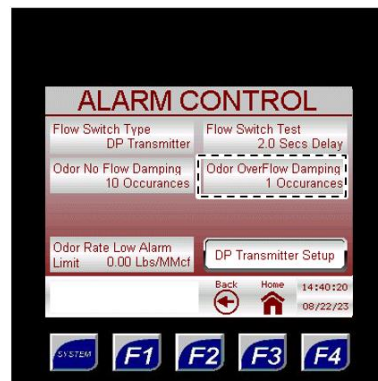 ALARM CONTROL
Flow Switch Type
DP Transmitter
Flow Switch Test
2.0 Secs Delay
Odor No Flow Damping
10 Occurances
Odor OverFlow Damping
1 Occurances
Odor Rate Low Alarm
Limit 0.00 Lbs/MMcf
DP Transmitter Setup
Back
Home
14:40:20
08/22/23
SYSTEM
F1
F2
F3
F4